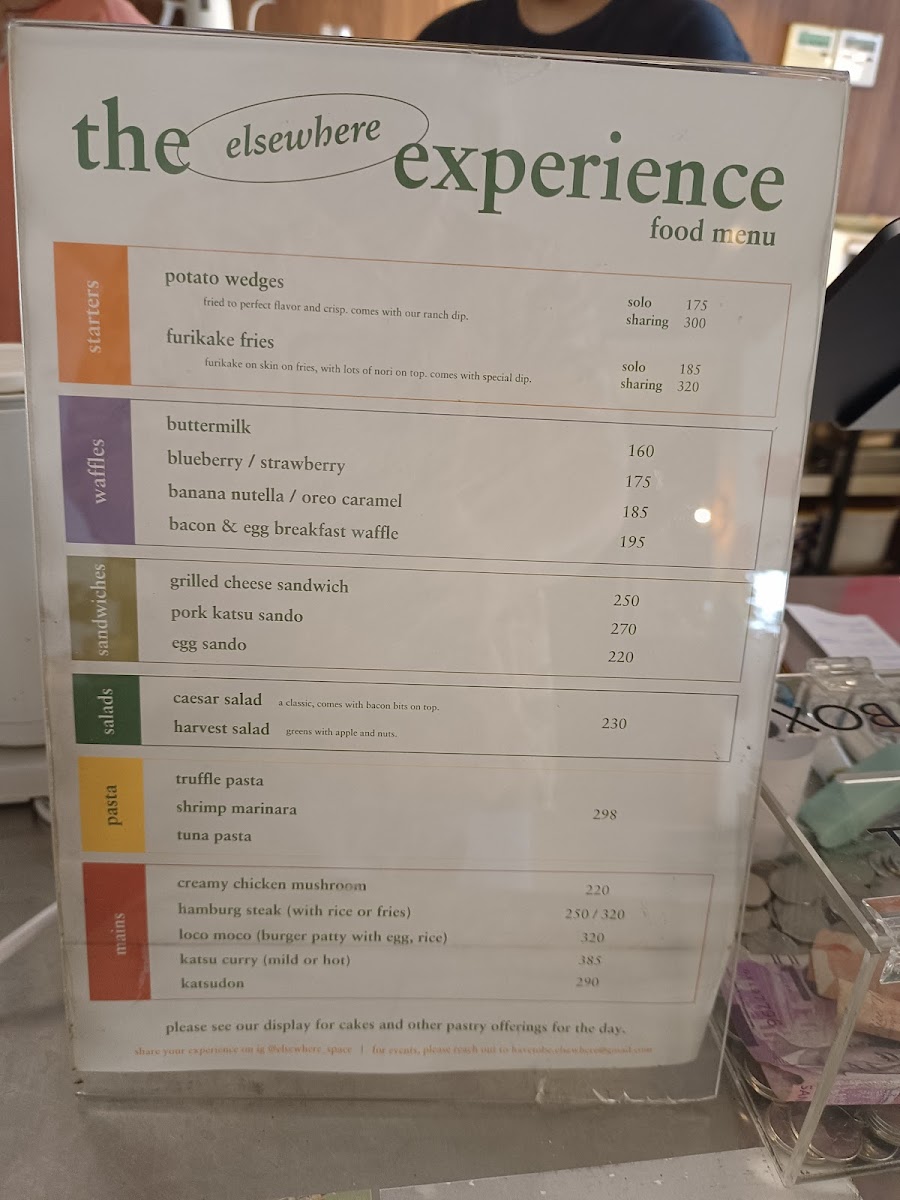 the elsewhere experience
food menu
starters
potato wedges
fried to perfect flavor and crisp. comes with our ranch dip.
solo 175
sharing 300
furikake fries
furikake on skin on fries, with lots of nori on top. comes with special dip.
solo 185
sharing 320
waffles
buttermilk 160
blueberry / strawberry 175
banana nutella / oreo caramel 185
bacon & egg breakfast waffle 195
sandwiches
grilled cheese sandwich 250
pork katsu sando 270
egg sando 220
salads
caesar salad a classic, comes with bacon bits on top.
harvest salad greens with apple and nuts.
230
pasta
truffle pasta
shrimp marinara 298
tuna pasta
mains
creamy chicken mushroom 220
hamburg steak (with rice or fries) 250 / 320
loco moco (burger patty with egg, rice) 320
katsu curry (mild or hot) 385
katsudon 290
please see our display for cakes and other pastry offerings for the day.
share your experience on ig @elsewhere_space | for events, please reach out to
BOX